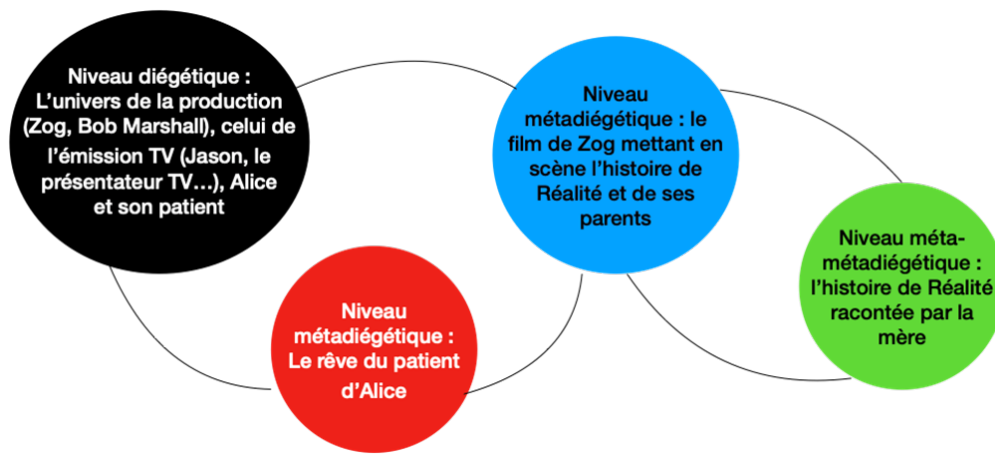 Niveau diégétique :
L’univers de la production
(Zog, Bob Marshall), celui de
l’émission TV (Jason, le
présentateur TV…), Alice
et son patient
Niveau
métadiégétique : le
film de Zog mettant en
scène l’histoire de
Réalité et de ses
parents
Niveau méta-
métadiégétique :
l’histoire de Réalité
racontée par la
mère
Niveau
métadiégétique :
Le rêve du patient
d’Alice